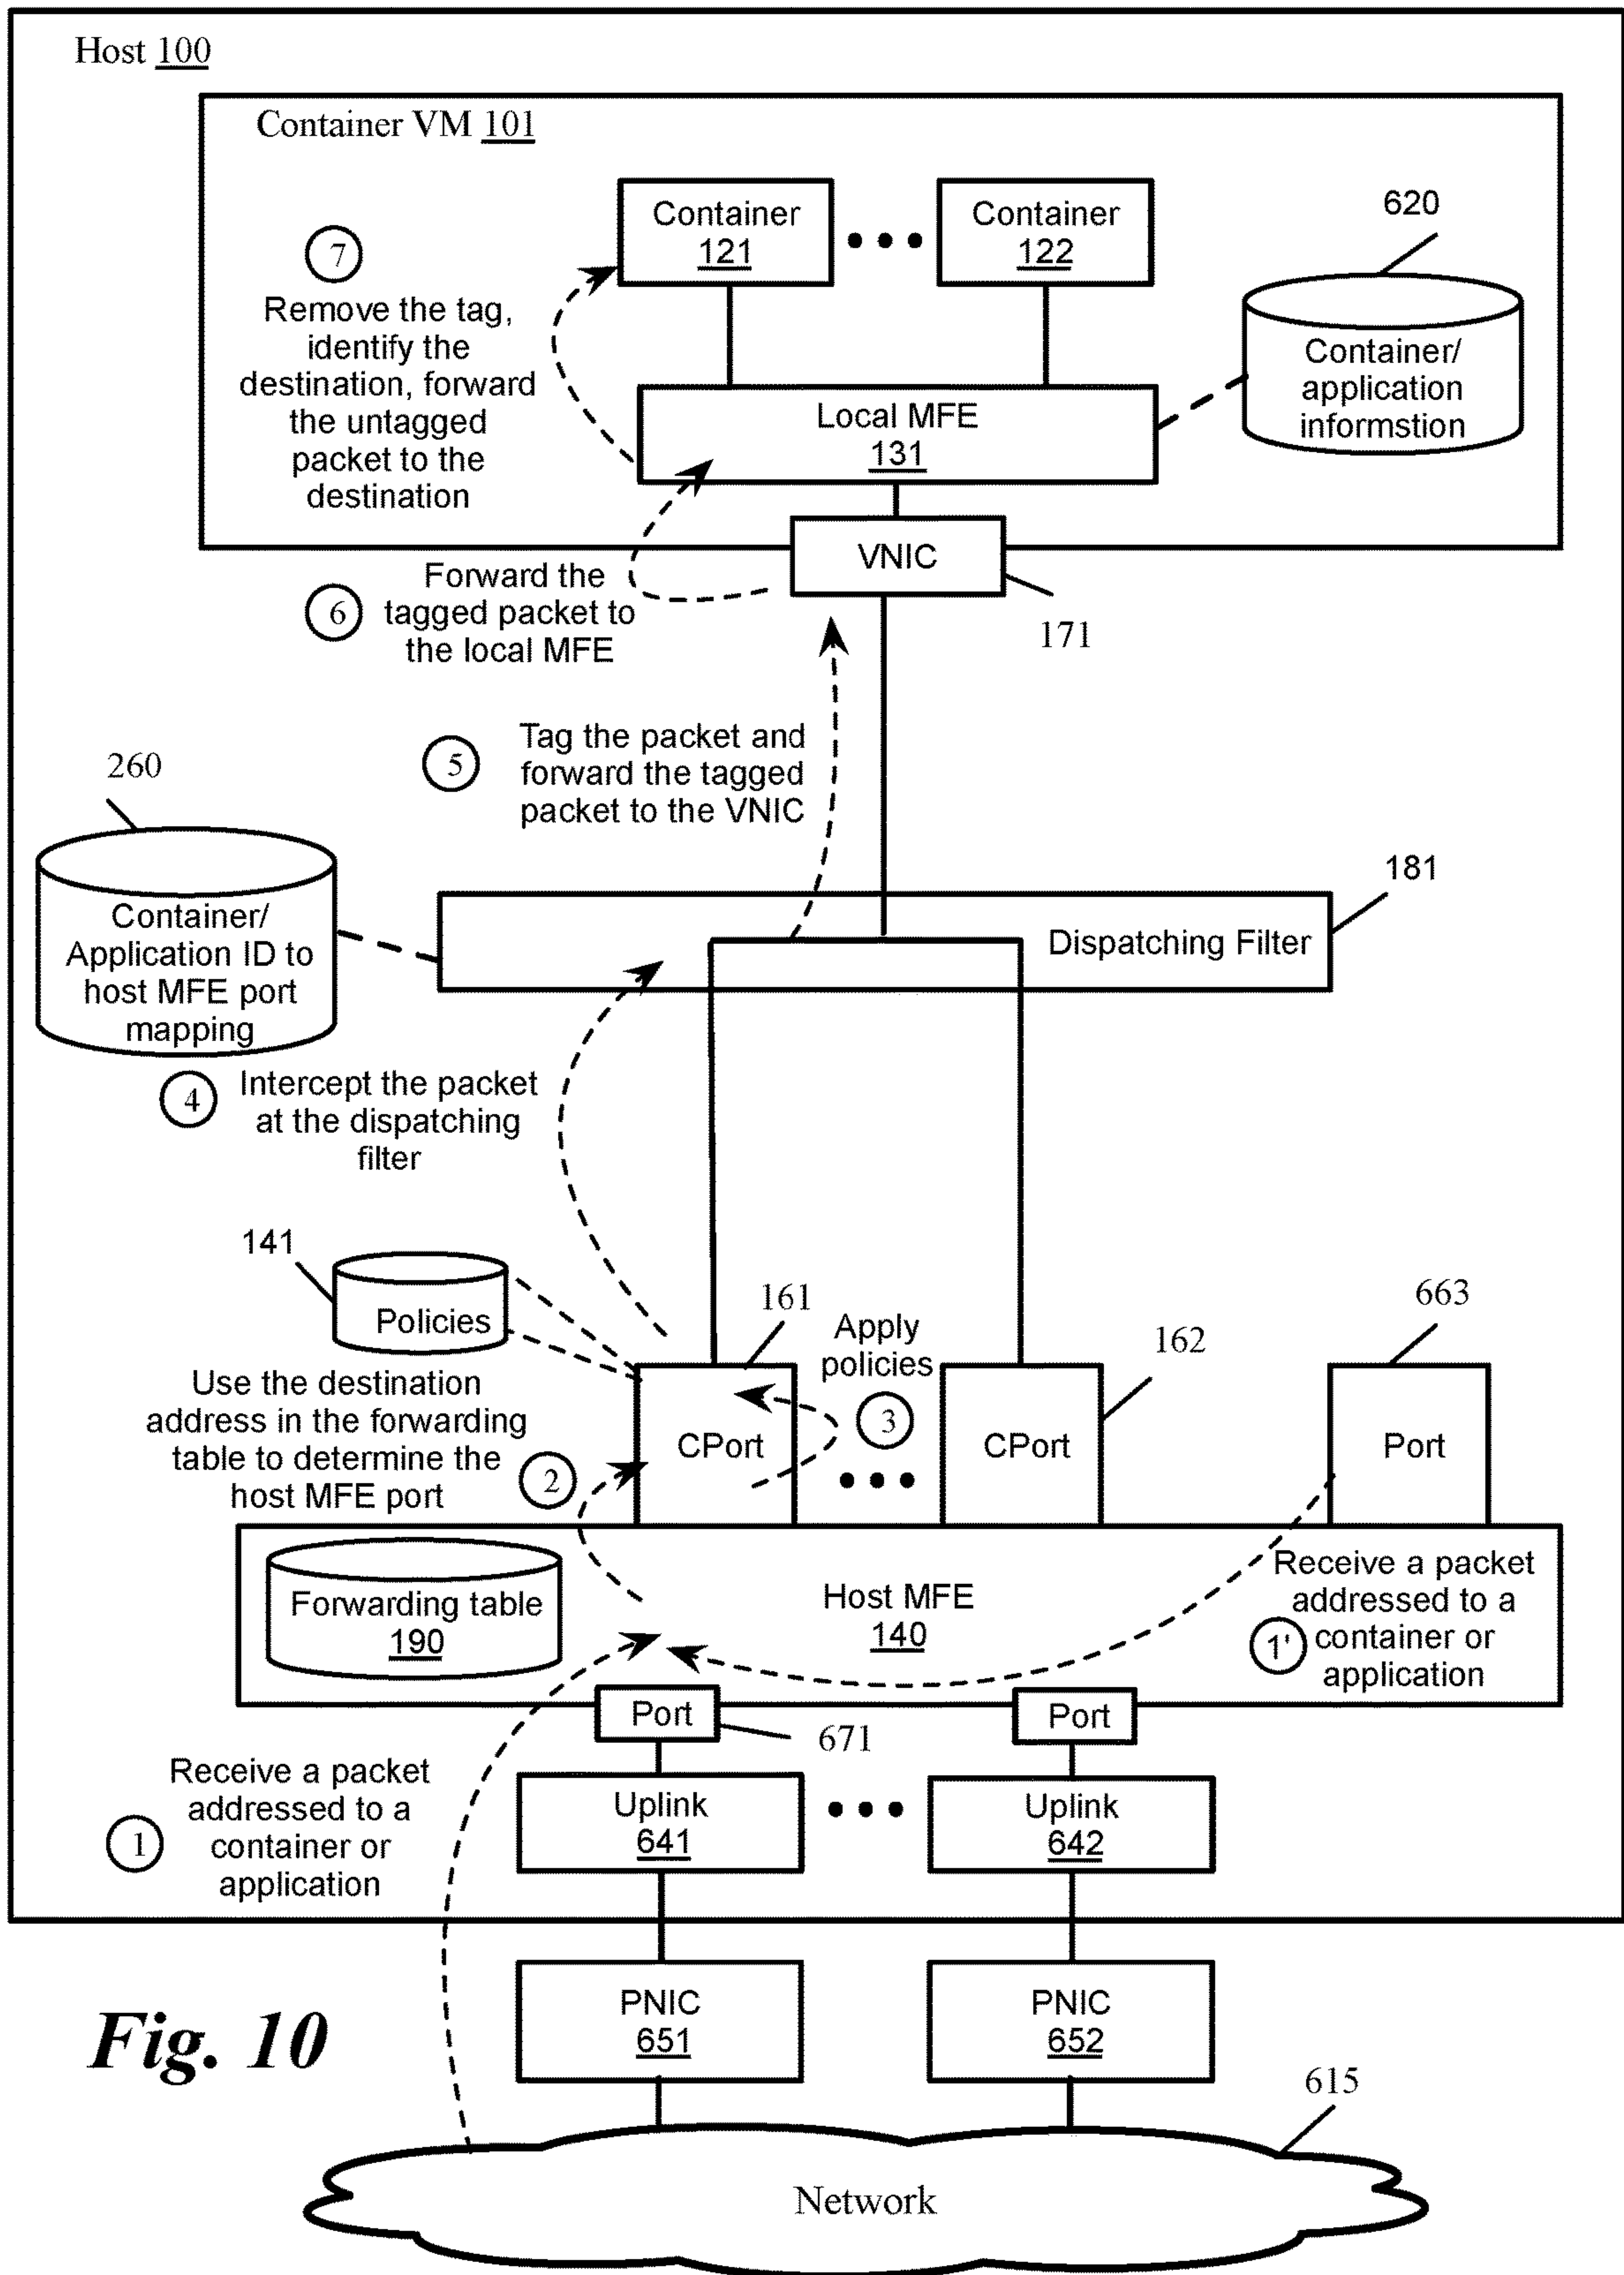 Host 100
Container VM 101
Container
121
Container
122
620
7
Remove the tag,
identify the
destination, forward
the untagged
packet to the
destination
Container/
application
informstion
Local MFE
131
VNIC
171
6
Forward the
tagged packet to
the local MFE
5
Tag the packet and
forward the tagged
packet to the VNIC
260
181
Container/
Application ID to
host MFE port
mapping
Dispatching Filter
4
Intercept the packet
at the dispatching
filter
141
Policies
161
Apply
policies
3
162
663
Use the destination
address in the forwarding
table to determine the
host MFE port
2
CPort
CPort
Port
Forwarding table
190
Host MFE
140
Receive a packet
addressed to a
container or
application
1'
Port
671
Port
1
Receive a packet
addressed to a
container or
application
Uplink
641
Uplink
642
PNIC
651
PNIC
652
Fig. 10
615
Network